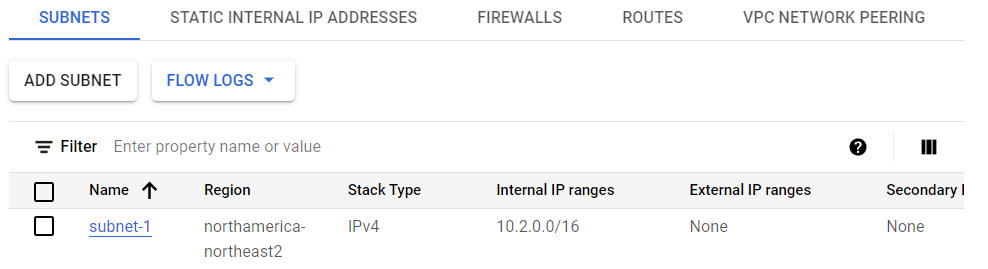 SUBNETS STATIC INTERNAL IP ADDRESSES FIREWALLS ROUTES VPC NETWORK PEERING
ADD SUBNET FLOW LOGS
Filter Enter property name or value
Name Region Stack Type Internal IP ranges External IP ranges Secondary
subnet-1 northamerica- IPv4 10.2.0.0/16 None None
northeast2